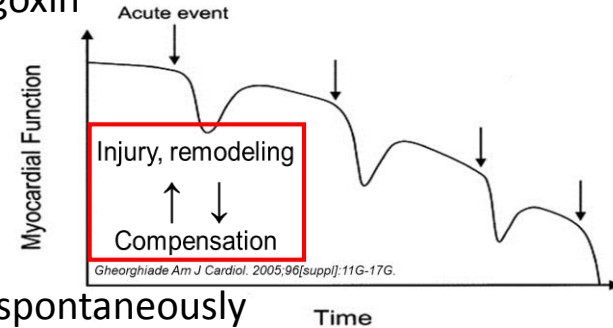 goxin
Acute event
Myocardial Function
Injury, remodeling
Compensation
Gheorghiade Am J Cardiol. 2005;96[suppl]:11G-17G.
spontaneously
Time